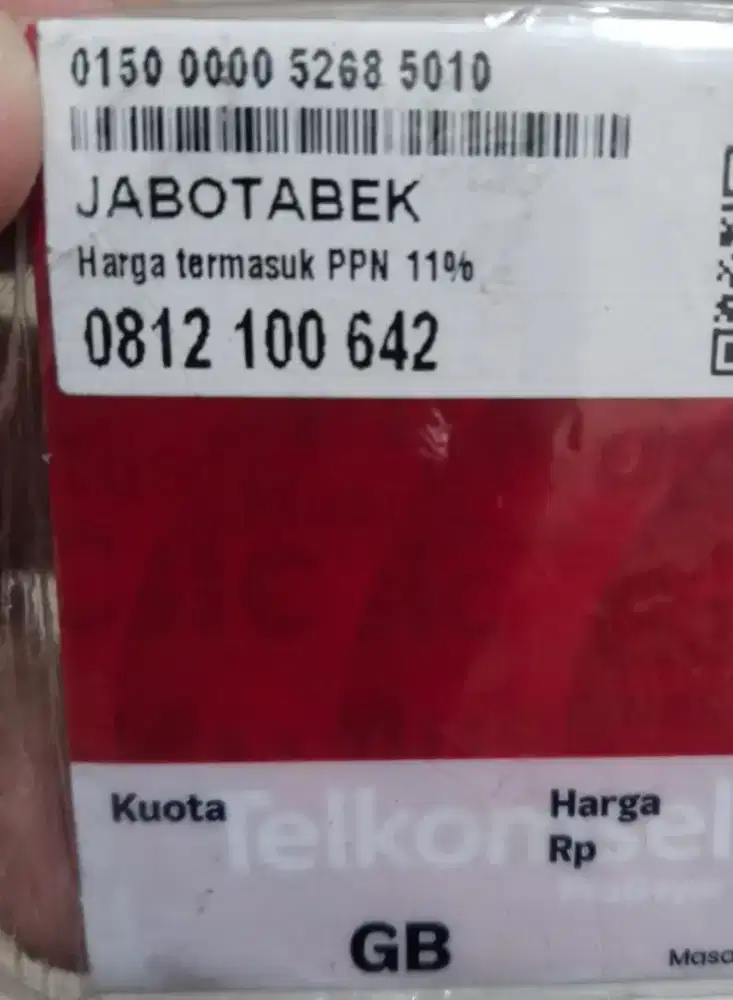 0150 0000 5268 5010
JABOTABEK
Harga termasuk PPN 11%
0812 100 642
Kuota
Harga
Telkomsel
Rp
GB